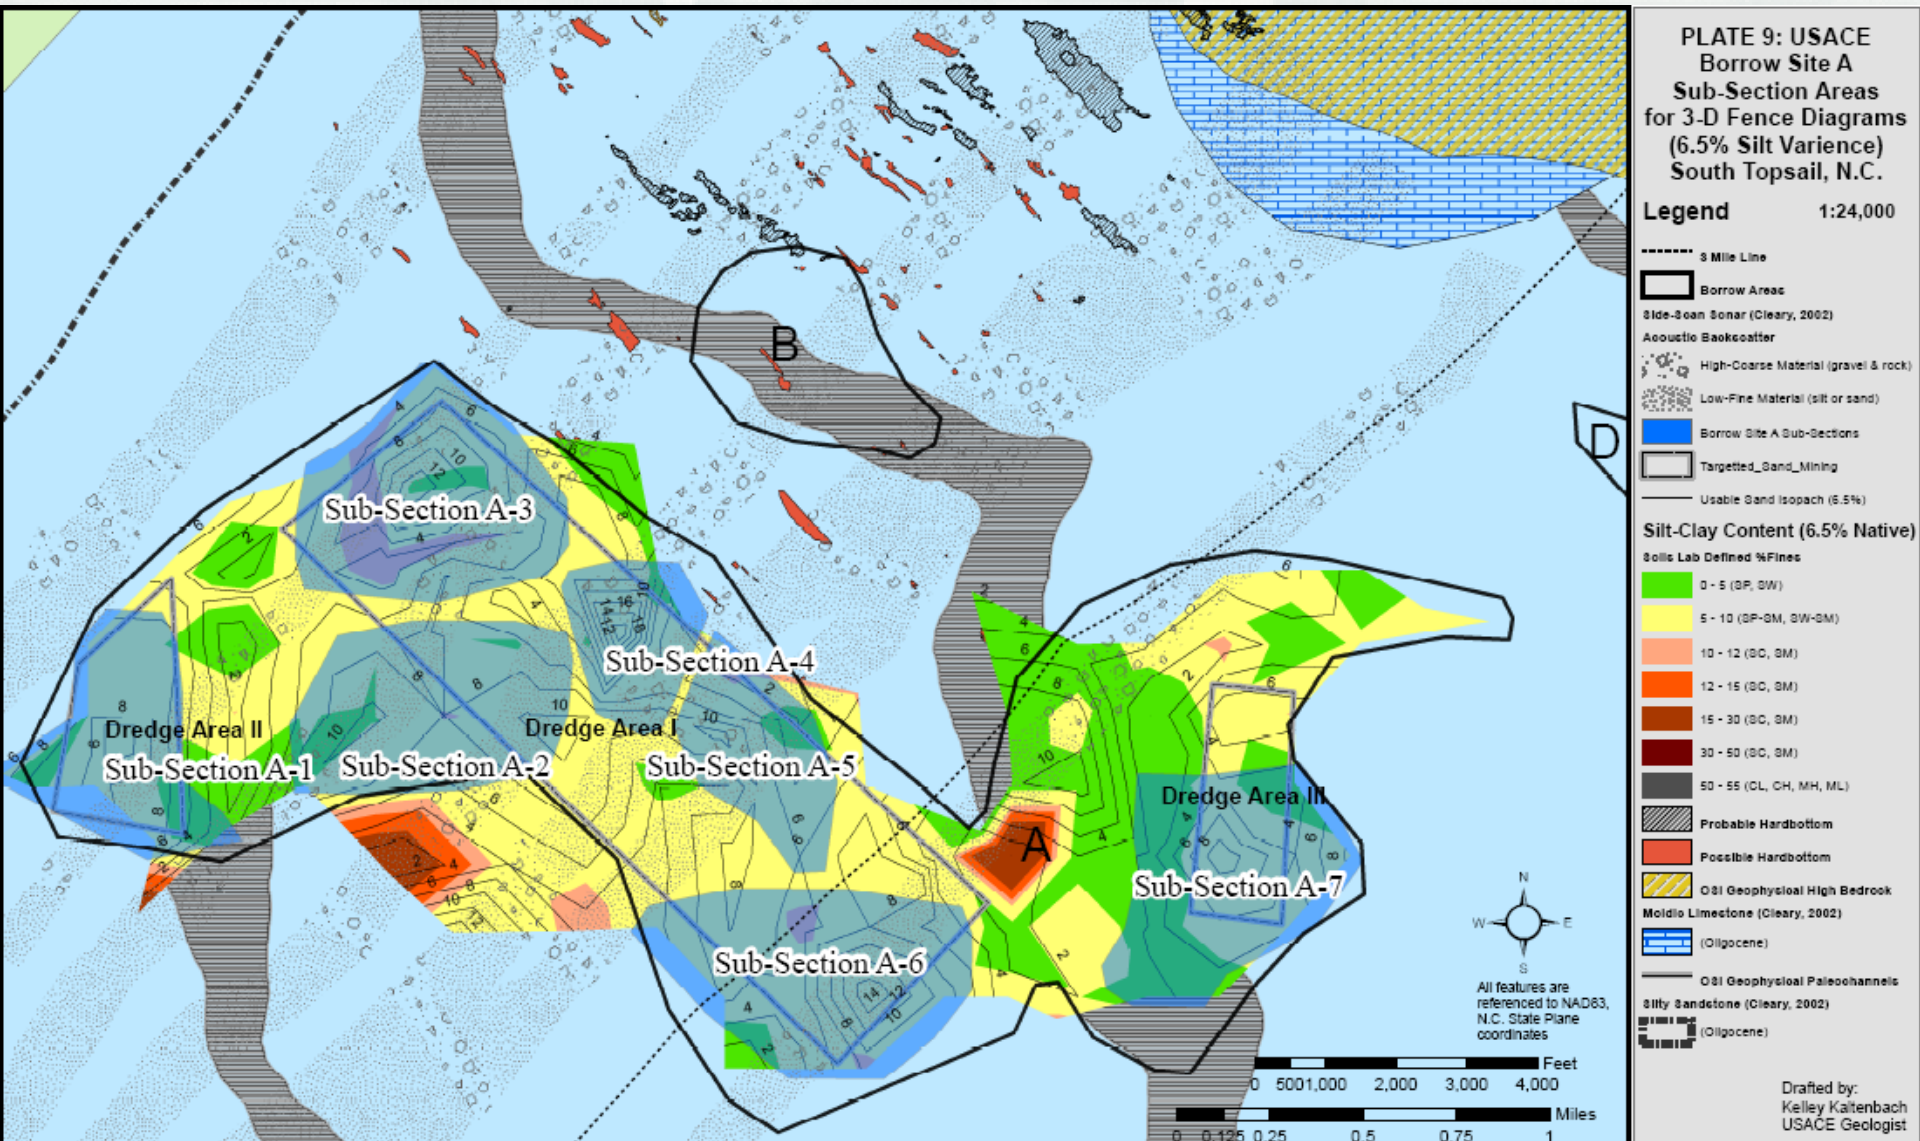 PLATE 9: USACE
Borrow Site A
Sub-Section Areas
for 3-D Fence Diagrams
(6.5% Silt Varience)
South Topsail, N.C.
Legend 1:24,000
3 Mile Line
Borrow Areas
Side-Scan Sonar (Cleary, 2002)
Acoustic Backscatter
High-Coarse Material (gravel & rock)
Low-Fine Material (silt or sand)
Borrow Site A Sub-Sections
Targetted_Sand_Mining
Usable Sand Isopach (6.5%)
Silt-Clay Content (6.5% Native)
Soils Lab Defined %Fines
0 - 5 (SP, SW)
5 - 10 (SP-SM, SW-SM)
10 - 12 (SC, SM)
12 - 15 (SC, SM)
15 - 30 (SC, SM)
30 - 50 (SC, SM)
50 - 55 (CL, CH, MH, ML)
Probable Hardbottom
Possible Hardbottom
OSI Geophysical High Bedrock
Moldic Limestone (Cleary, 2002)
(Oligocene)
OSI Geophysical Paleochannels
Silty Sandstone (Cleary, 2002)
(Oligocene)
Drafted by:
Kelley Kaltenbach
USACE Geologist
B
D
A
Sub-Section A-3
Sub-Section A-4
Dredge Area II
Dredge Area I
Sub-Section A-1
Sub-Section A-2
Sub-Section A-5
Dredge Area III
Sub-Section A-7
Sub-Section A-6
N
W E
S
All features are
referenced to NAD83,
N.C. State Plane
coordinates
Feet
0 500 1,000 2,000 3,000 4,000
Miles
0 0.125 0.25 0.5 0.75 1